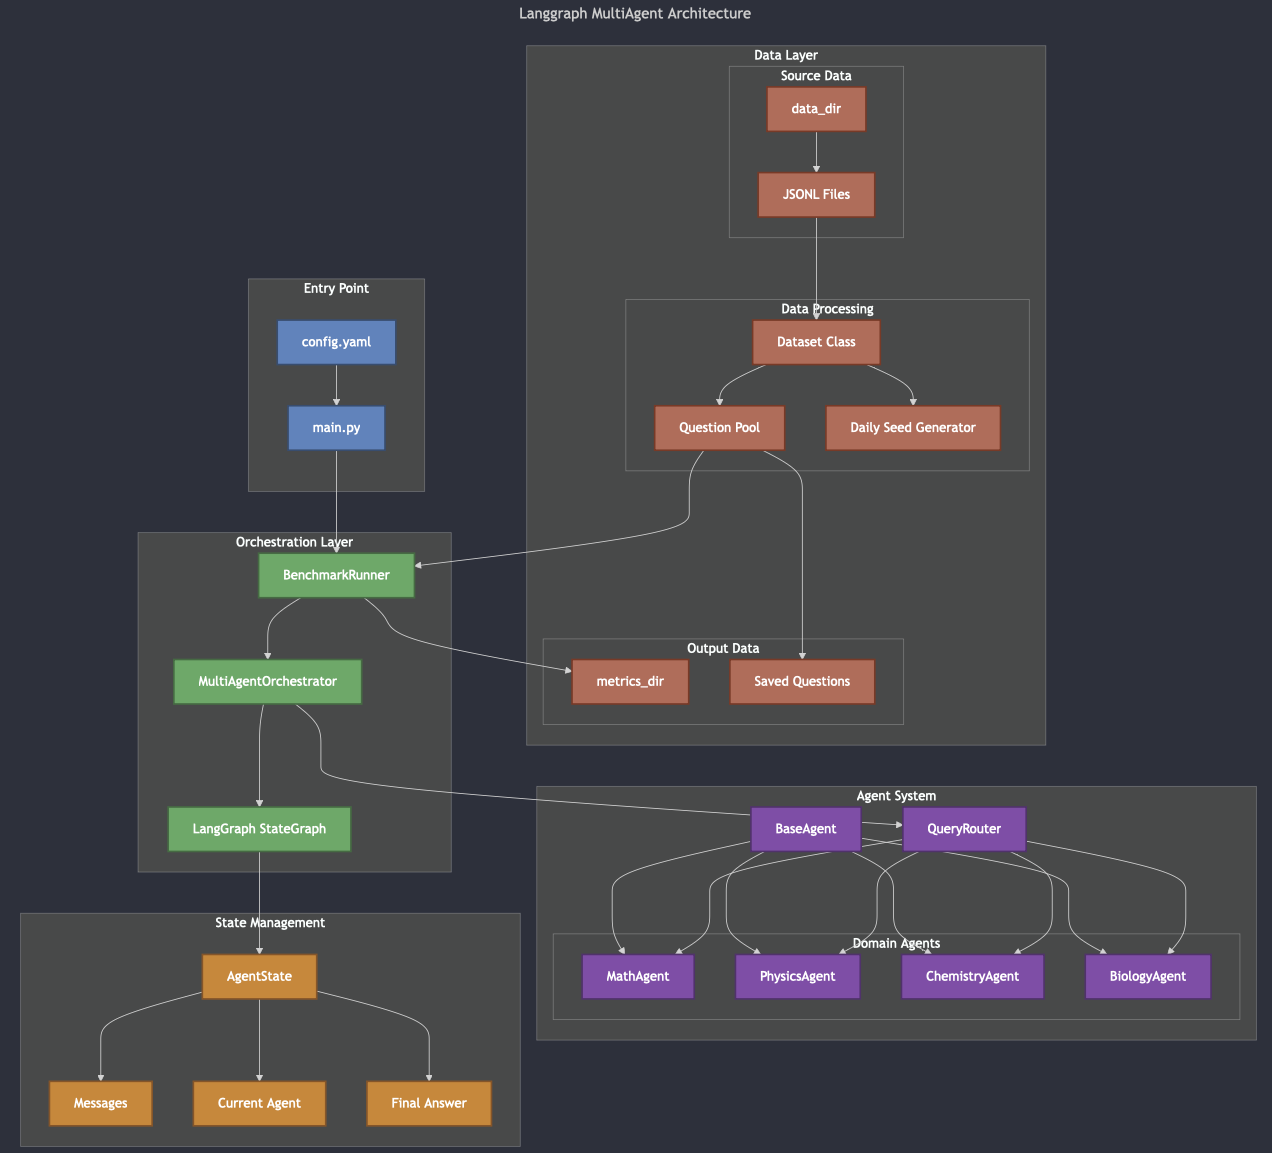 Langgraph MultiAgent Architecture
Data Layer
Source Data
data_dir
JSONL Files
Entry Point
config.yaml
main.py
Data Processing
Dataset Class
Question Pool
Daily Seed Generator
Orchestration Layer
BenchmarkRunner
MultiAgentOrchestrator
LangGraph StateGraph
Output Data
metrics_dir
Saved Questions
Agent System
BaseAgent
QueryRouter
Domain Agents
MathAgent
PhysicsAgent
ChemistryAgent
BiologyAgent
State Management
AgentState
Messages
Current Agent
Final Answer